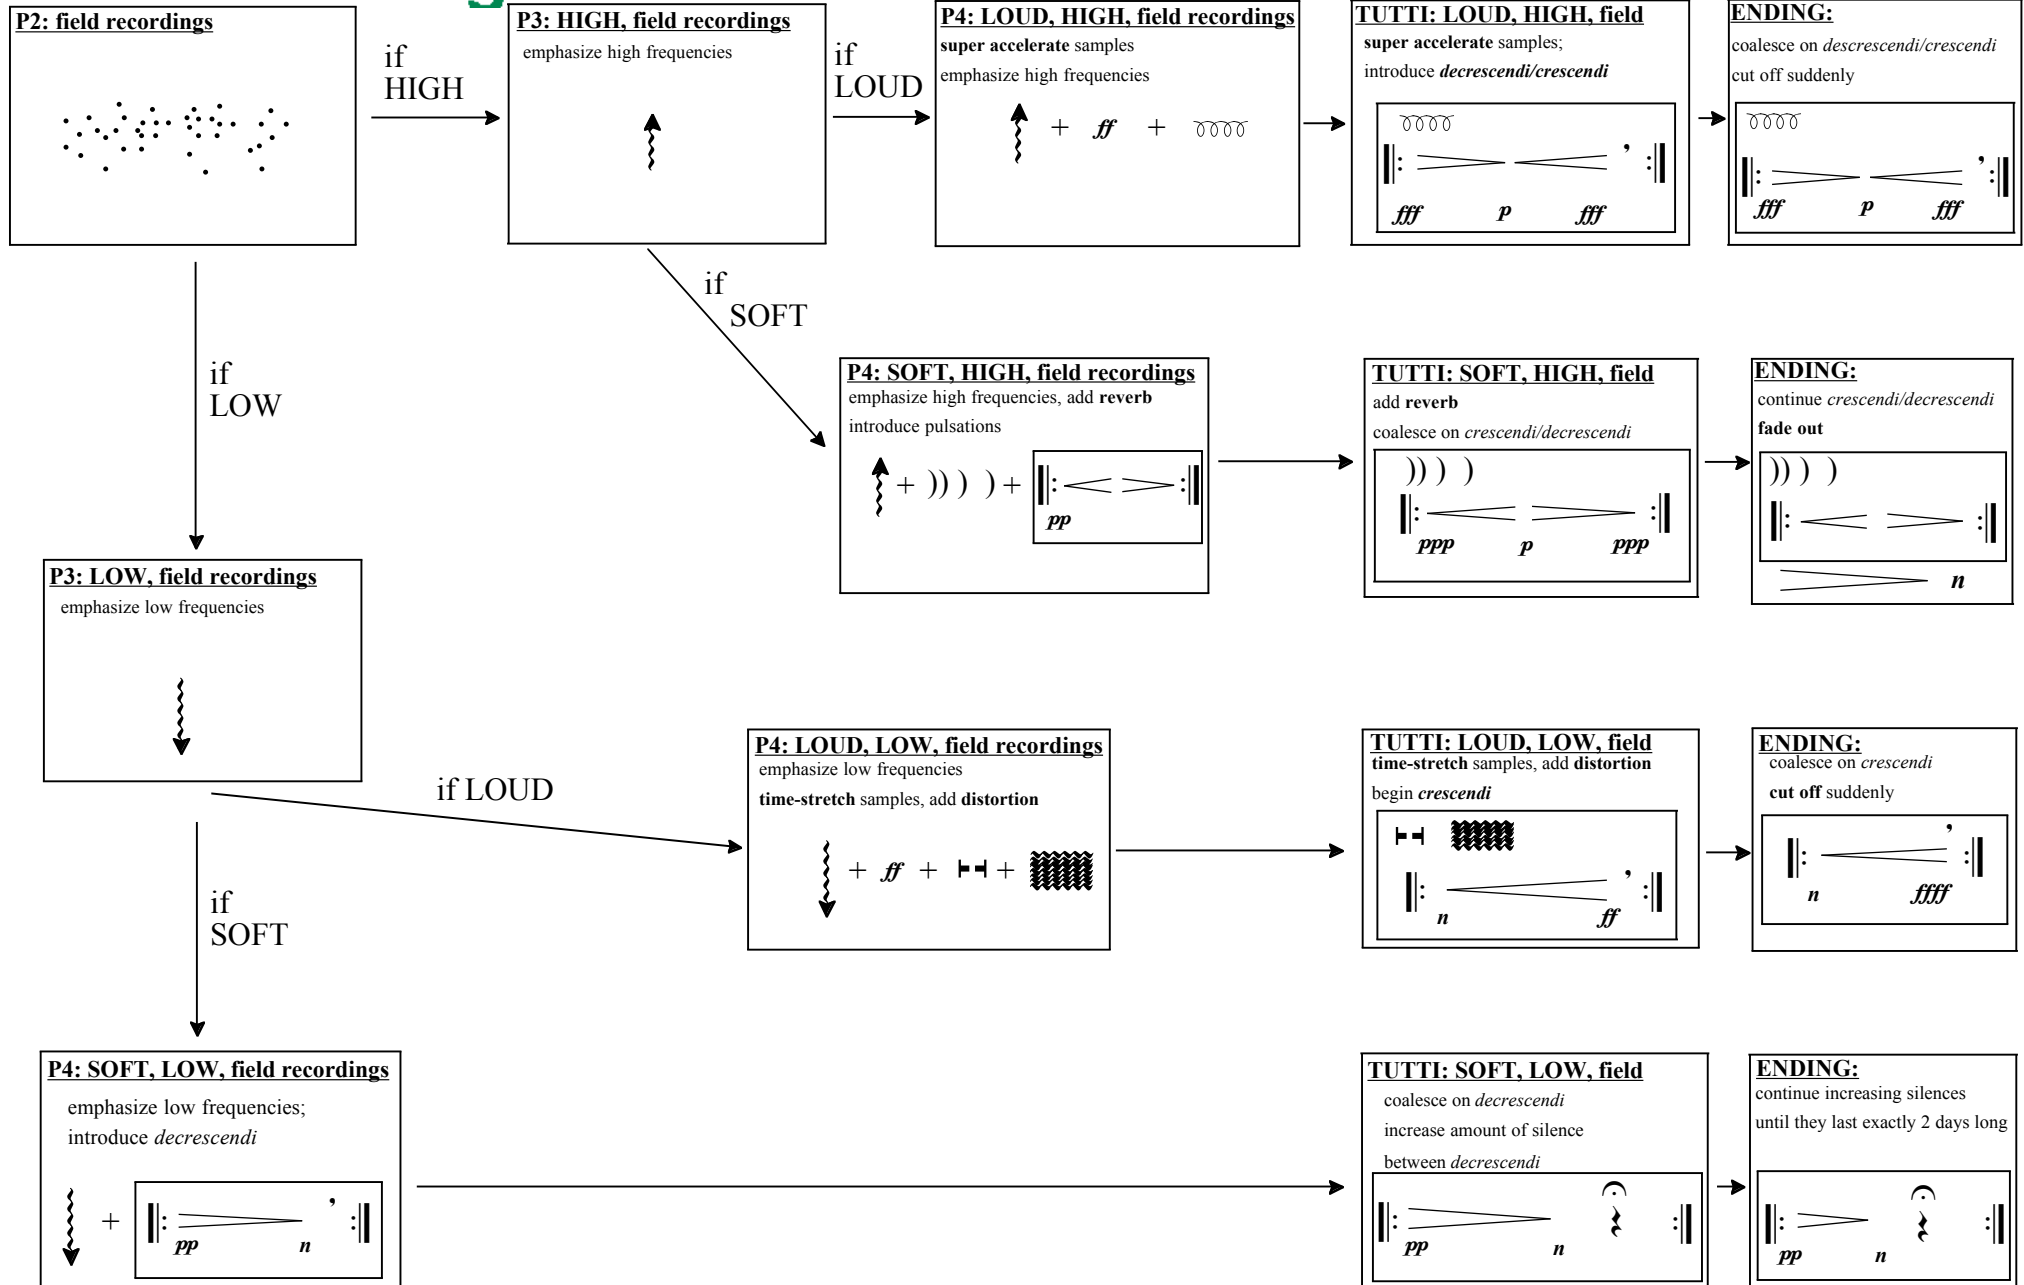 P2: field recordings
if
HIGH
P3: HIGH, field recordings
emphasize high frequencies
if
LOUD
P4: LOUD, HIGH, field recordings
super accelerate samples
emphasize high frequencies
+ ff +
TUTTI: LOUD, HIGH, field
super accelerate samples;
introduce decrescendi/crescendi
,
fff p fff
ENDING:
coalesce on descrescendi/crescendi
cut off suddenly
,
fff p fff
if
SOFT
if
LOW
P4: SOFT, HIGH, field recordings
emphasize high frequencies, add reverb
introduce pulsations
+ )) ) ) +
pp
TUTTI: SOFT, HIGH, field
add reverb
coalesce on crescendi/decrescendi
)) ) )
ppp p ppp
ENDING:
continue crescendi/decrescendi
fade out
)) ) )
n
P3: LOW, field recordings
emphasize low frequencies
if LOUD
P4: LOUD, LOW, field recordings
emphasize low frequencies
time-stretch samples, add distortion
+ ff + +
TUTTI: LOUD, LOW, field
time-stretch samples, add distortion
begin crescendi
,
n ff
ENDING:
coalesce on crescendi
cut off suddenly
,
n ffff
if
SOFT
P4: SOFT, LOW, field recordings
emphasize low frequencies;
introduce decrescendi
+ ,
pp n
TUTTI: SOFT, LOW, field
coalesce on decrescendi
increase amount of silence
between decrescendi
pp n
ENDING:
continue increasing silences
until they last exactly 2 days long
pp n